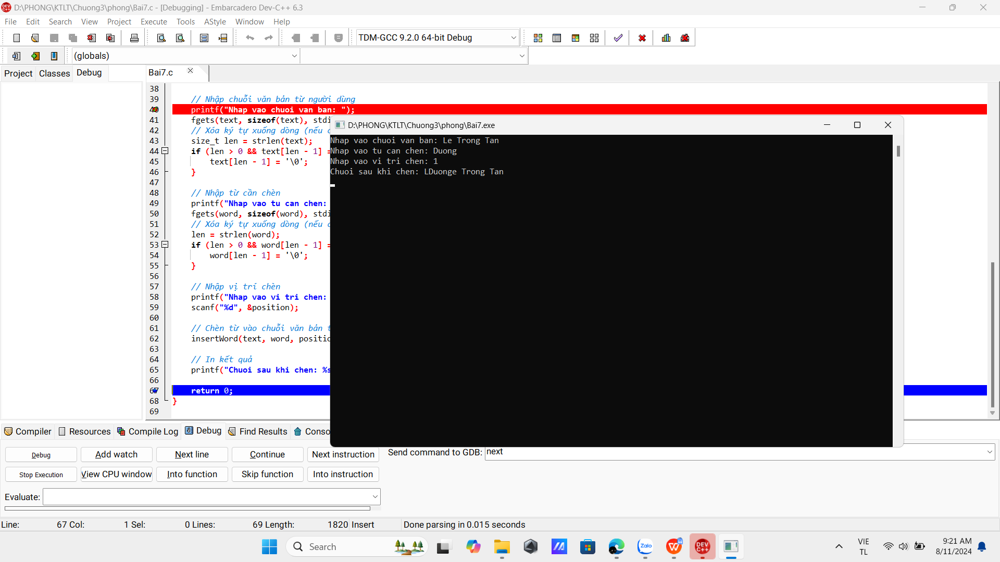 D:\PHONG\KTLT\Chuong3\phong\Bai7.c - [Debugging] - Embarcadero Dev-C++ 6.3
File Edit Search View Project Execute Tools AStyle Window Help
TDM-GCC 9.2.0 64-bit Debug
(globals)
Project Classes Debug
Bai7.c
38
39 // Nhập chuỗi văn bản từ người dùng
40 printf("Nhap vao chuoi van ban: ");
41 fgets(text, sizeof(text), stdi
42 // Xóa ký tự xuống dòng (nếu c
43 size_t len = strlen(text);
44 if (len > 0 && text[len - 1] =
45 text[len - 1] = '\0';
46 }
47
48 // Nhập từ cần chèn
49 printf("Nhap vao tu can chen:
50 fgets(word, sizeof(word), stdi
51 // Xóa ký tự xuống dòng (nếu c
52 len = strlen(word);
53 if (len > 0 && word[len - 1] =
54 word[len - 1] = '\0';
55 }
56
57 // Nhập vị trí chèn
58 printf("Nhap vao vi tri chen:
59 scanf("%d", &position);
60
61 // Chèn từ vào chuỗi văn bản t
62 insertWord(text, word, positio
63
64 // In kết quả
65 printf("Chuoi sau khi chen: %s
66
67 return 0;
68 }
69
D:\PHONG\KTLT\Chuong3\phong\Bai7.exe
Nhap vao chuoi van ban: Le Trong Tan
Nhap vao tu can chen: Duong
Nhap vao vi tri chen: 1
Chuoi sau khi chen: LDuonge Trong Tan
Compiler Resources Compile Log Debug Find Results Conso
Debug Add watch Next line Continue Next instruction Send command to GDB: next
Stop Execution View CPU window Into function Skip function Into instruction
Evaluate:
Line: 67 Col: 1 Sel: 0 Lines: 69 Length: 1820 Insert Done parsing in 0.015 seconds
Search
Zalo
DEV C++
VIE
TL
9:21 AM
8/11/2024